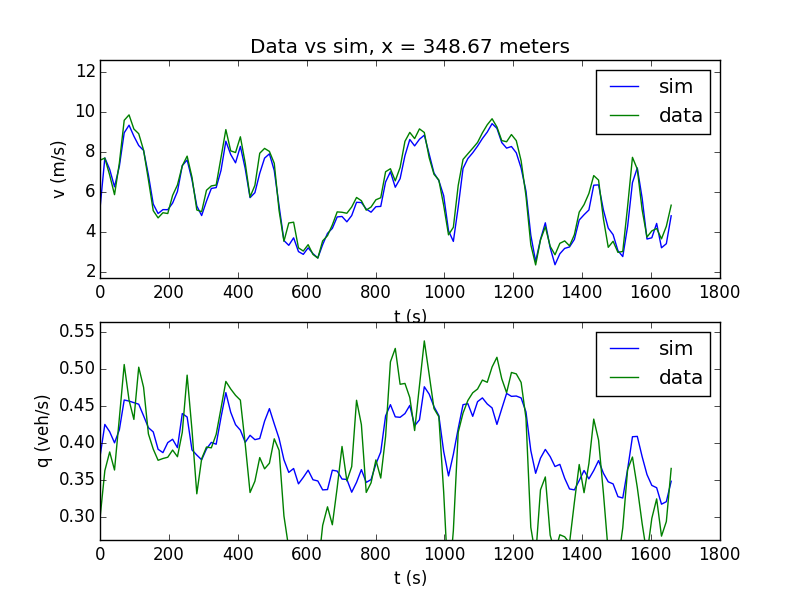 Data vs sim, x = 348.67 meters
12
10
8
6
4
2
v (m/s)
sim
data
0 200 400 600 800 1000 1200 1400 1600 1800
t (s)
0.55
0.50
0.45
0.40
0.35
0.30
q (veh/s)
sim
data
0 200 400 600 800 1000 1200 1400 1600 1800
t (s)